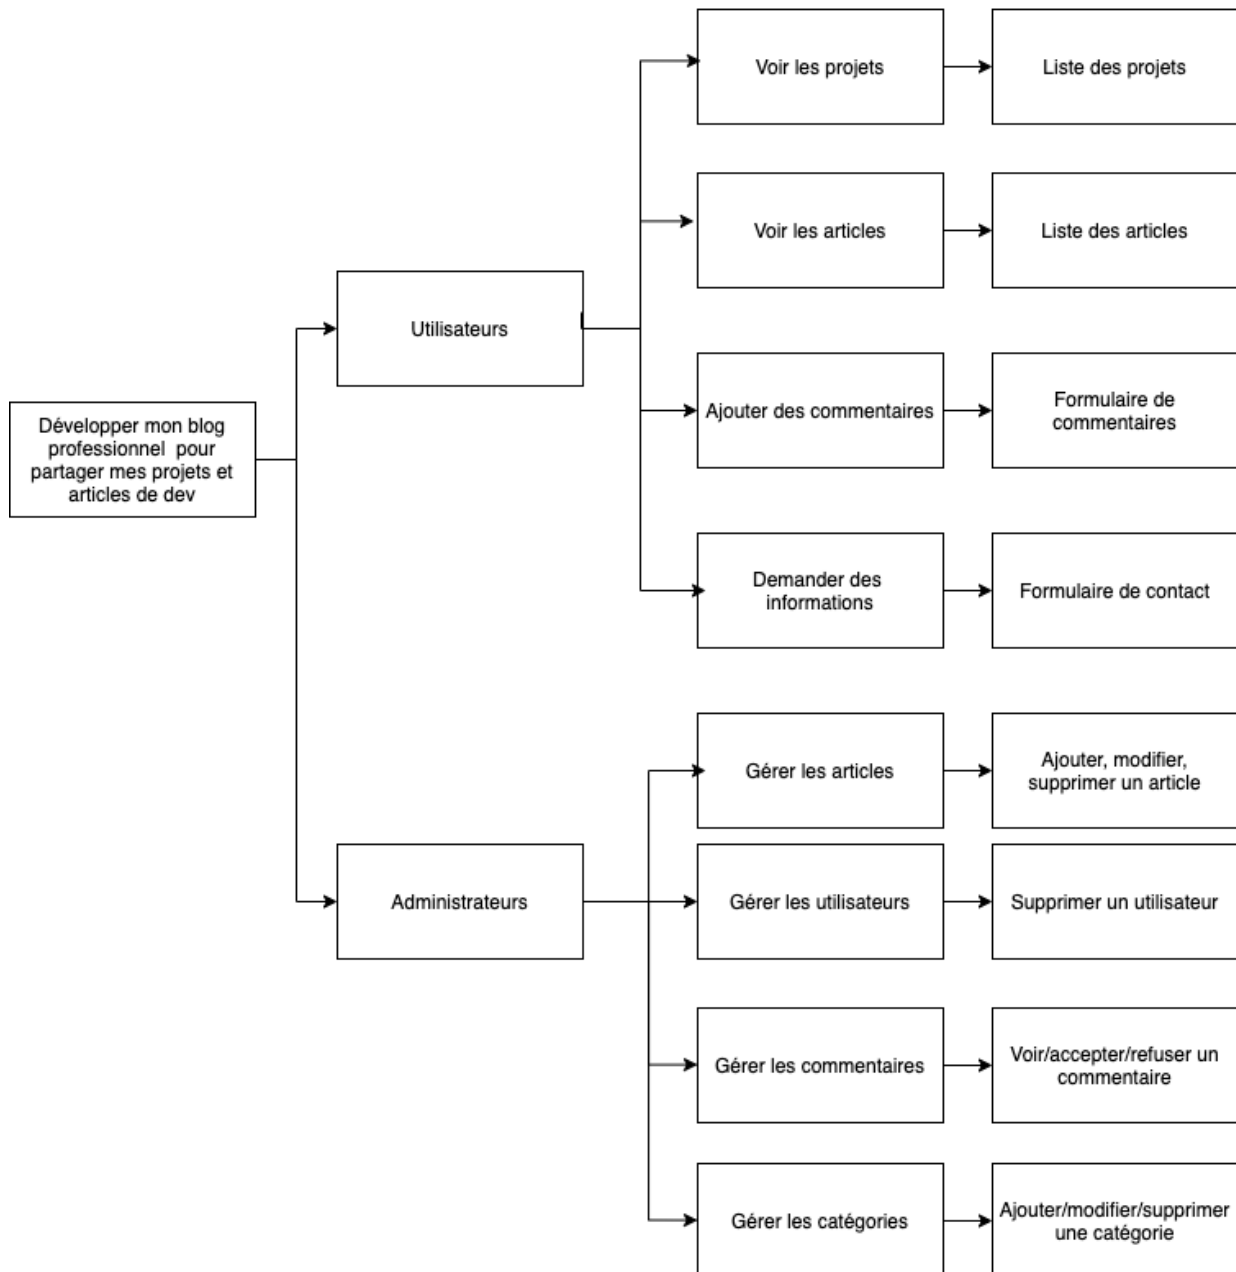 Voir les projets
Liste des projets
Voir les articles
Liste des articles
Utilisateurs
Ajouter des commentaires
Formulaire de
commentaires
Développer mon blog
professionnel pour
partager mes projets et
articles de dev
Demander des
informations
Formulaire de contact
Gérer les articles
Ajouter, modifier,
supprimer un article
Administrateurs
Gérer les utilisateurs
Supprimer un utilisateur
Gérer les commentaires
Voir/accepter/refuser un
commentaire
Gérer les catégories
Ajouter/modifier/supprimer
une catégorie